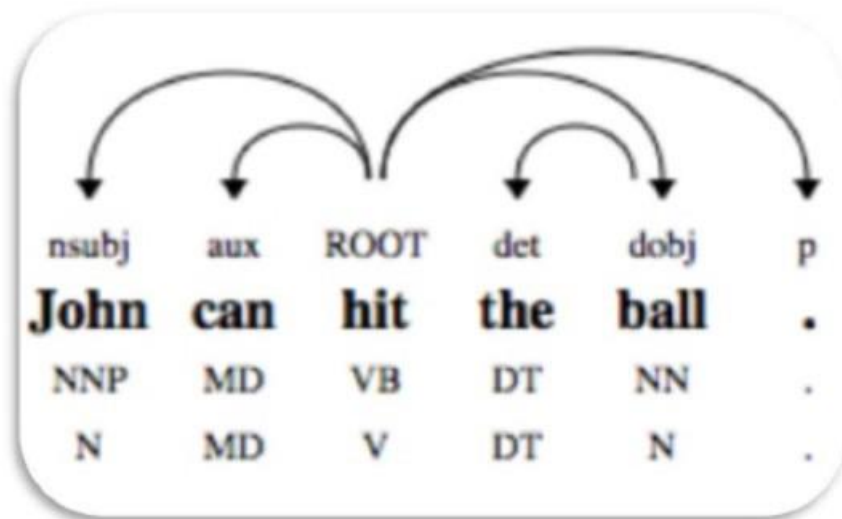 nsubj aux ROOT det dobj p
John can hit the ball .
NNP MD VB DT NN .
N MD V DT N .